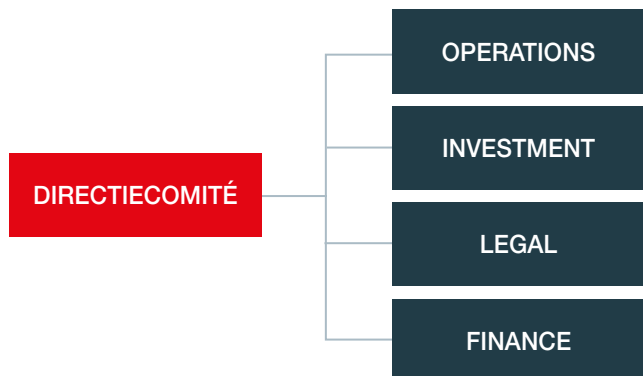 OPERATIONS
INVESTMENT
DIRECTIECOMITÉ
LEGAL
FINANCE